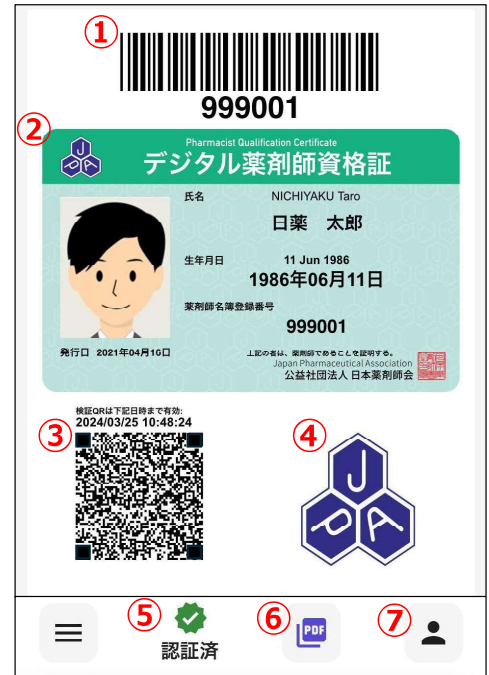 ①
999001
②
JPA
Pharmacist Qualification Certificate
デジタル薬剤師資格証
氏名 NICHIYAKU Taro
日薬 太郎
生年月日 11 Jun 1986
1986年06月11日
薬剤師名簿登録番号
999001
発行日 2021年04月16日
上記の者は、薬剤師であることを証明する。
Japan Pharmaceutical Association
公益社団法人 日本薬剤師会
検証QRは下記日時まで有効:
2024/03/25 10:48:24
③
④
JPA
⑤
認証済
⑥
PDF
⑦